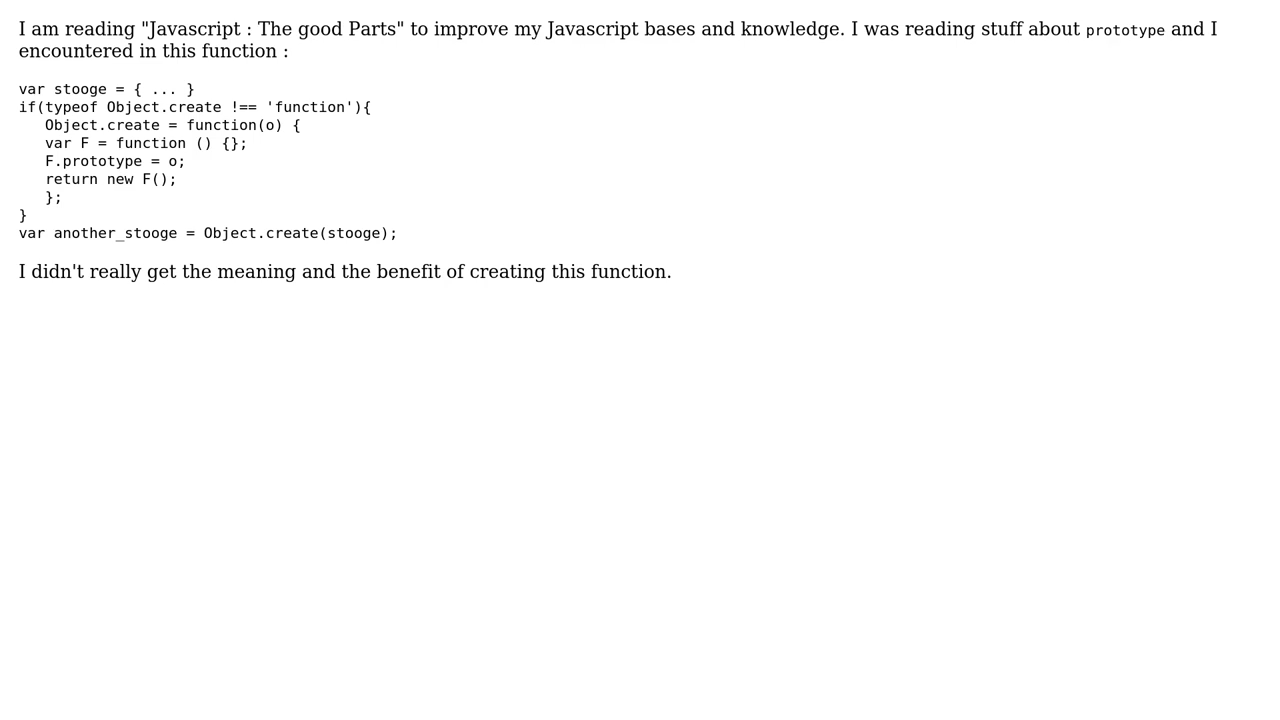 I am reading "Javascript : The good Parts" to improve my Javascript bases and knowledge. I was reading stuff about prototype and I
encountered in this function :
var stooge = { ... }
if(typeof Object.create !== 'function'){
   Object.create = function(o) {
   var F = function () {};
   F.prototype = o;
   return new F();
   };
}
var another_stooge = Object.create(stooge);
I didn't really get the meaning and the benefit of creating this function.